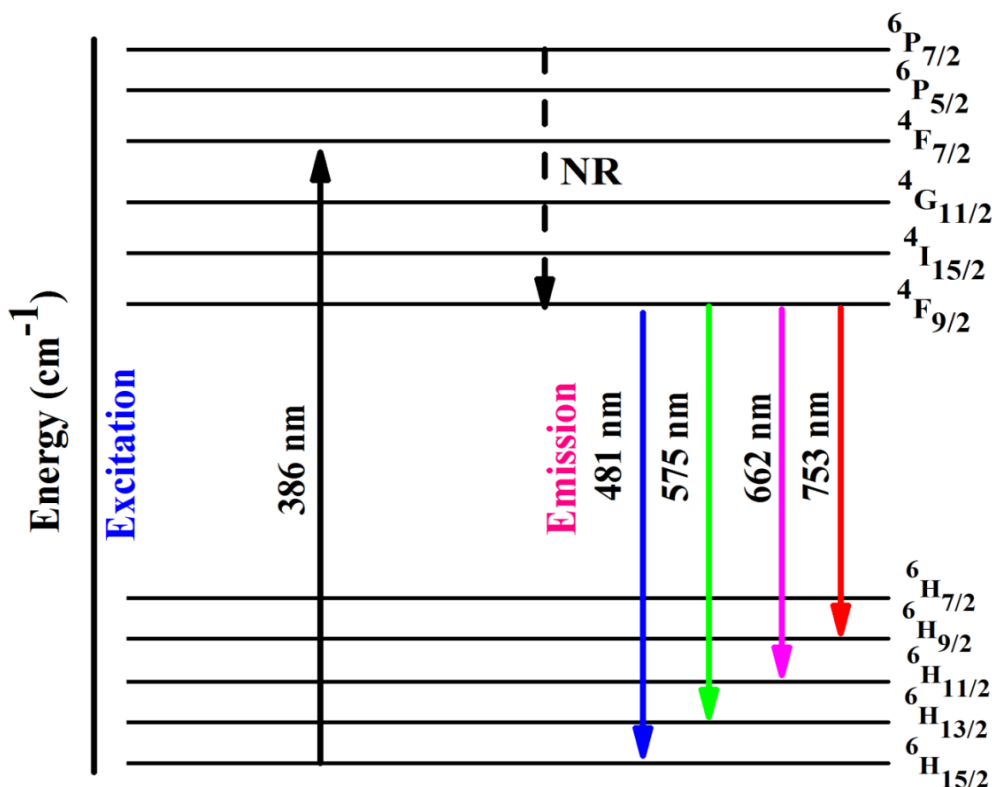 ⁶P₇/₂
⁶P₅/₂
⁴F₇/₂
NR
⁴G₁₁/₂
⁴I₁₅/₂
⁴F₉/₂
Energy (cm⁻¹)
Excitation
386 nm
Emission
481 nm
575 nm
662 nm
753 nm
⁶H₇/₂
⁶H₉/₂
⁶H₁₁/₂
⁶H₁₃/₂
⁶H₁₅/₂